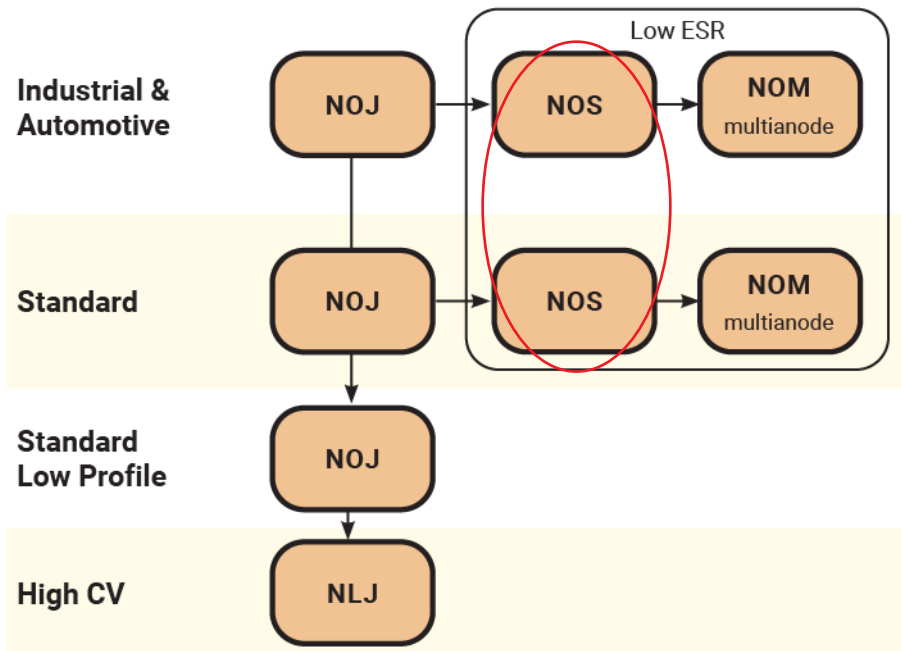 Low ESR
Industrial &
Automotive
NOJ
NOS
NOM
multianode
Standard
NOJ
NOS
NOM
multianode
Standard
Low Profile
NOJ
High CV
NLJ